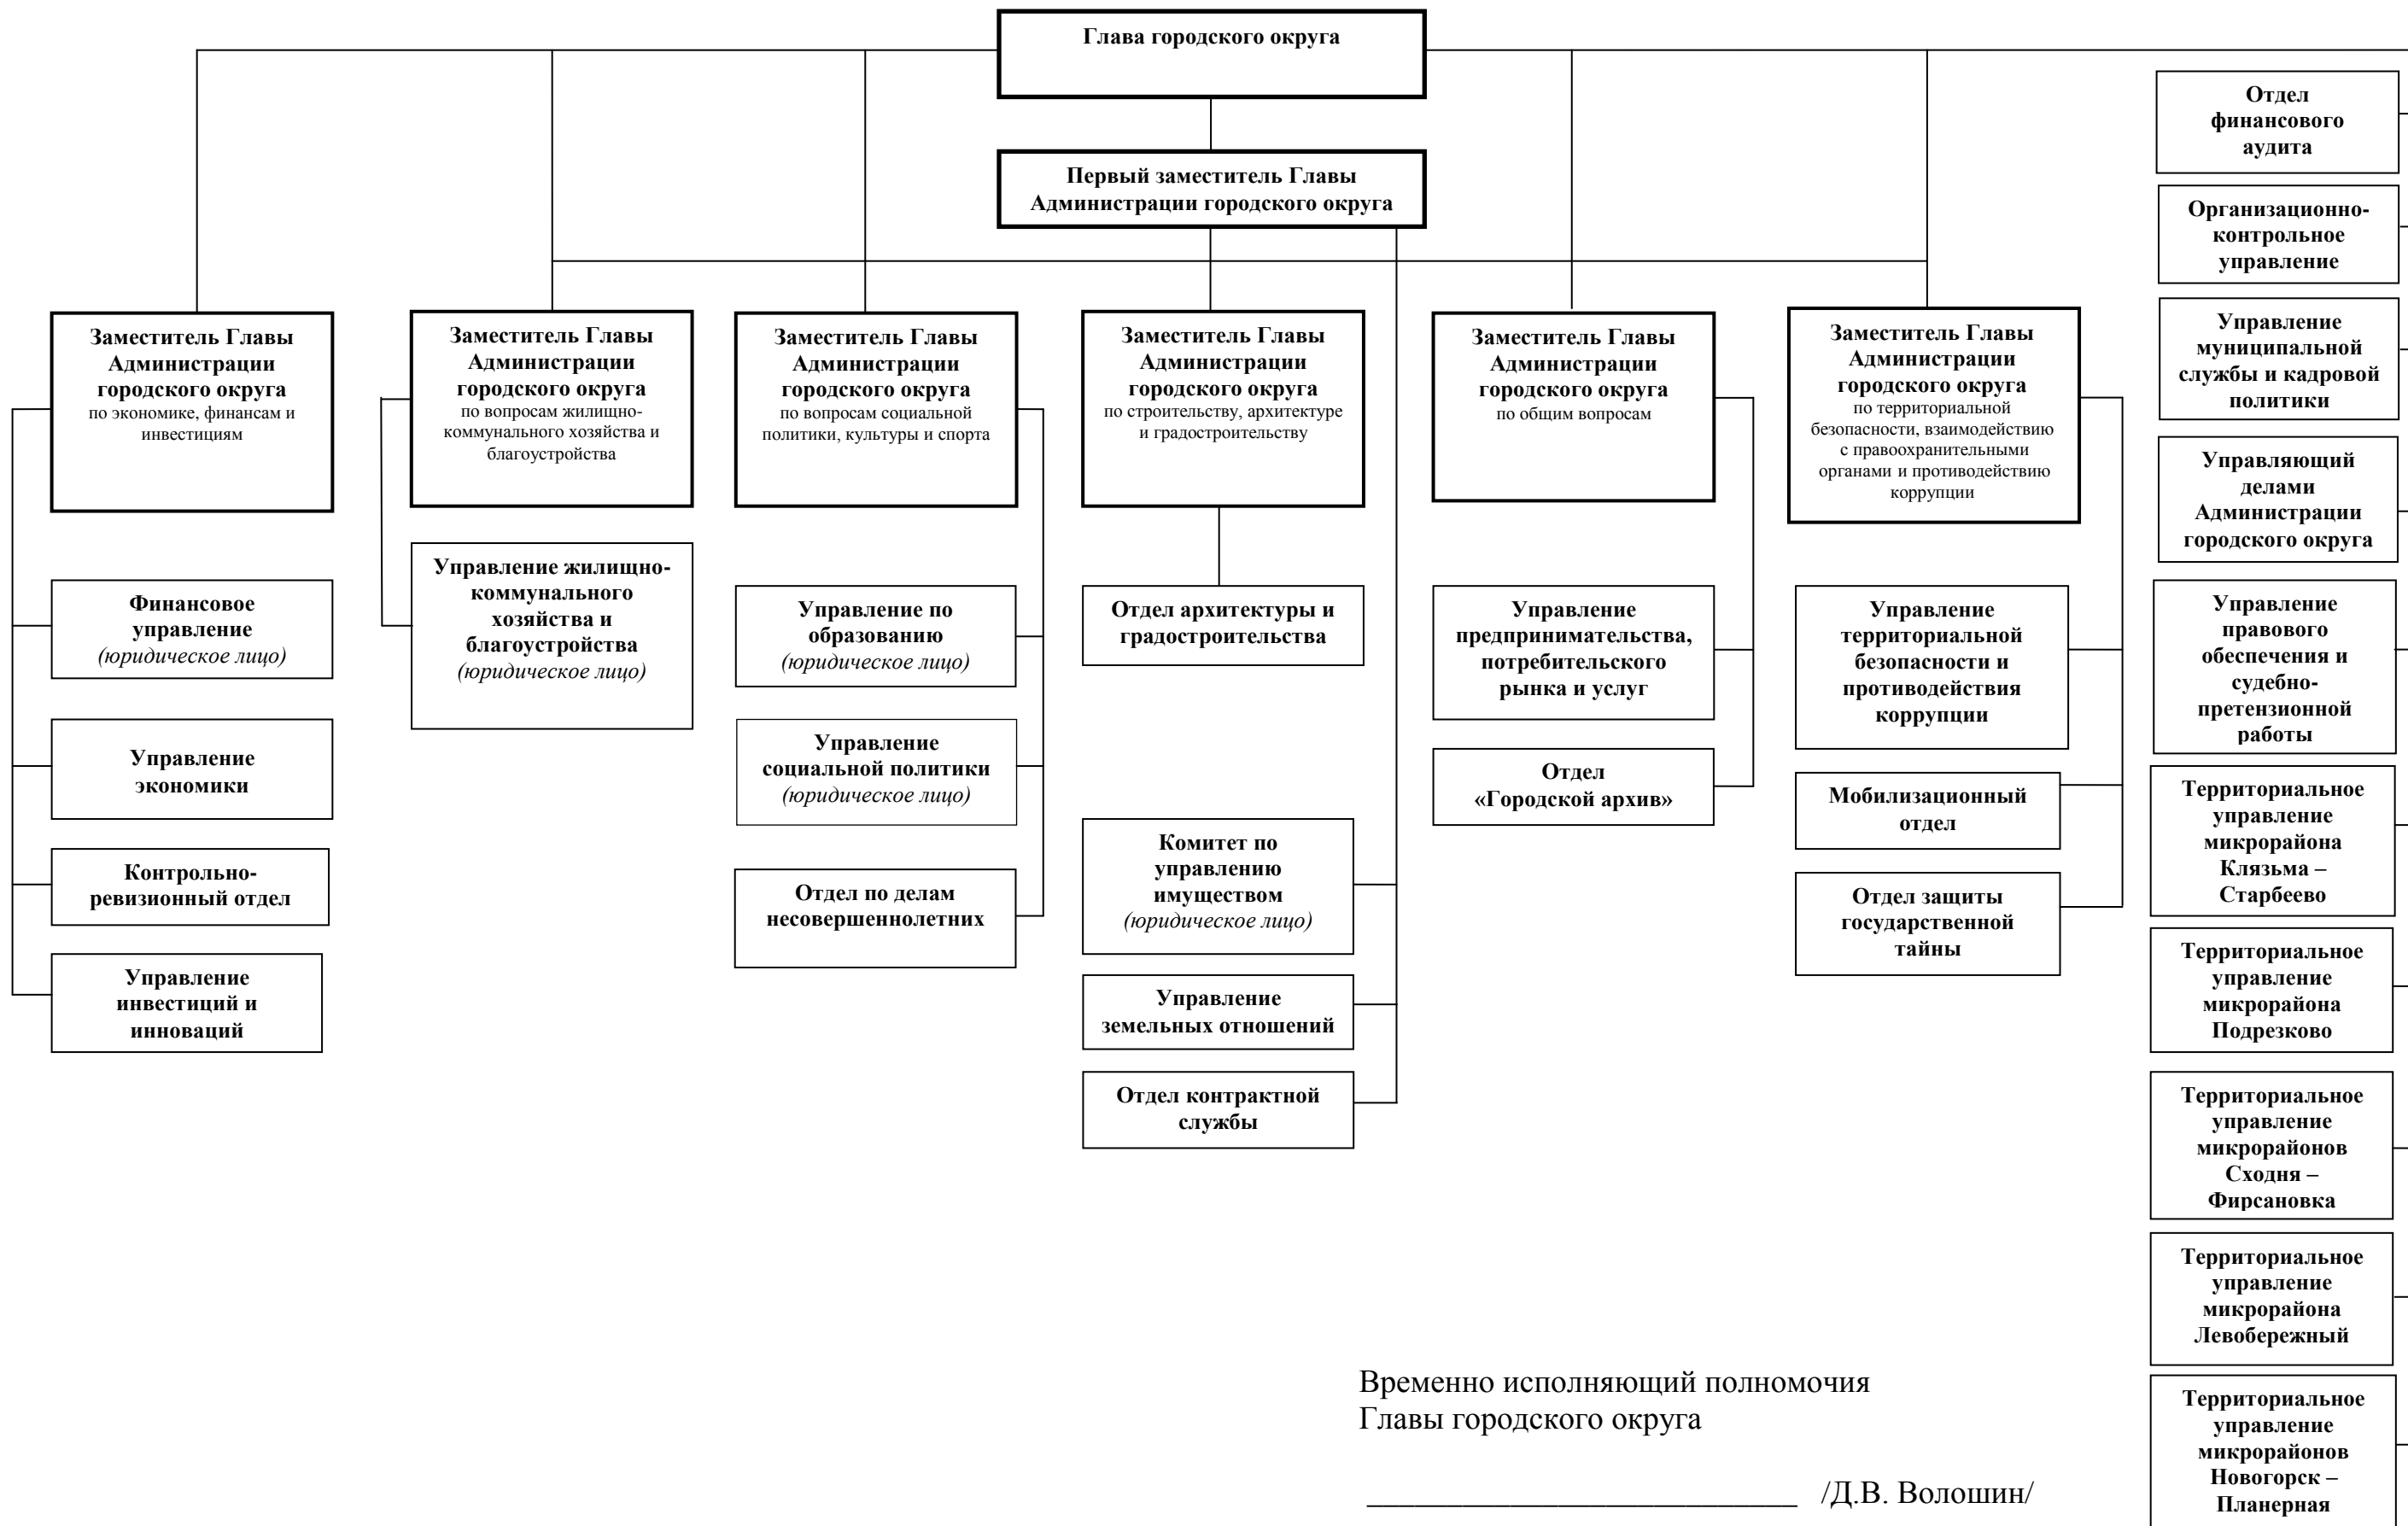 Глава городского округа
Первый заместитель Главы
Администрации городского округа
Заместитель Главы
Администрации
городского округа
по экономике, финансам и
инвестициям
Финансовое
управление
(юридическое лицо)
Управление
экономики
Контрольно-
ревизионный отдел
Управление
инвестиций и
инноваций
Заместитель Главы
Администрации
городского округа
по вопросам жилищно-
коммунального хозяйства и
благоустройства
Управление жилищно-
коммунального
хозяйства и
благоустройства
(юридическое лицо)
Заместитель Главы
Администрации
городского округа
по вопросам социальной
политики, культуры и спорта
Управление по
образованию
(юридическое лицо)
Управление
социальной политики
(юридическое лицо)
Отдел по делам
несовершеннолетних
Заместитель Главы
Администрации
городского округа
по строительству, архитектуре
и градостроительству
Отдел архитектуры и
градостроительства
Комитет по
управлению
имуществом
(юридическое лицо)
Управление
земельных отношений
Отдел контрактной
службы
Заместитель Главы
Администрации
городского округа
по общим вопросам
Управление
предпринимательства,
потребительского
рынка и услуг
Отдел
«Городской архив»
Заместитель Главы
Администрации
городского округа
по территориальной
безопасности, взаимодействию
с правоохранительными
органами и противодействию
коррупции
Управление
территориальной
безопасности и
противодействия
коррупции
Мобилизационный
отдел
Отдел защиты
государственной
тайны
Отдел
финансового
аудита
Организационно-
контрольное
управление
Управление
муниципальной
службы и кадровой
политики
Управляющий
делами
Администрации
городского округа
Управление
правового
обеспечения и
судебно-
претензионной
работы
Территориальное
управление
микрорайона
Клязьма –
Старбеево
Территориальное
управление
микрорайона
Подрезково
Территориальное
управление
микрорайонов
Сходня –
Фирсановка
Территориальное
управление
микрорайона
Левобережный
Территориальное
управление
микрорайонов
Новогорск –
Планерная
Временно исполняющий полномочия
Главы городского округа
___________________________ /Д.В. Волошин/